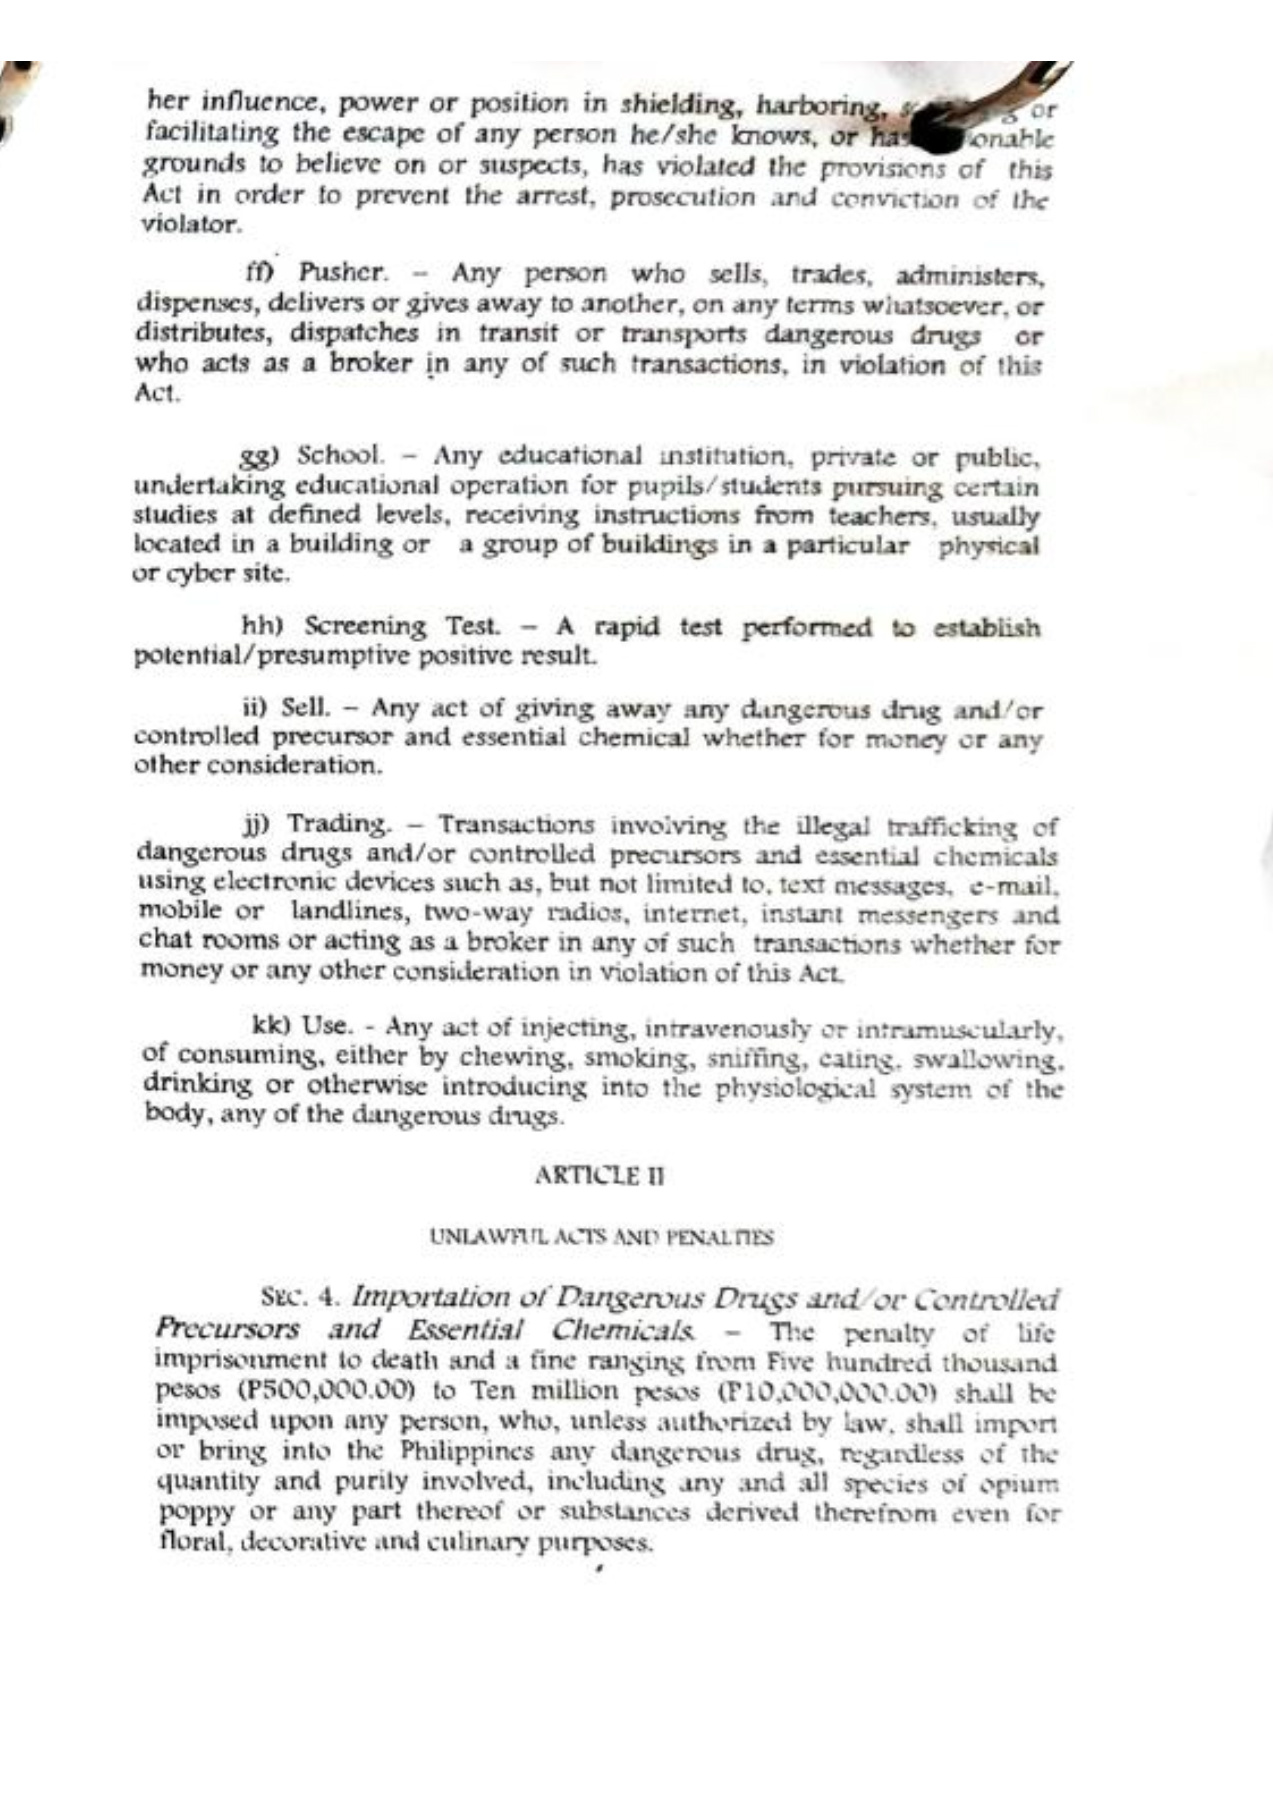 her influence, power or position in shielding, harboring, or
facilitating the escape of any person he/she knows, or has
grounds to believe on or suspects, has violated the provisions of this
Act in order to prevent the arrest, prosecution and conviction of the
violator.
ff) Pusher. – Any person who sells, trades, administers,
dispenses, delivers or gives away to another, on any terms whatsoever, or
distributes, dispatches in transit or transports dangerous drugs or
who acts as a broker in any of such transactions, in violation of this
Act.
gg) School. – Any educational institution, private or public,
undertaking educational operation for pupils/students pursuing certain
studies at defined levels, receiving instructions from teachers, usually
located in a building or a group of buildings in a particular physical
or cyber site.
hh) Screening Test. – A rapid test performed to establish
potential/presumptive positive result.
ii) Sell. – Any act of giving away any dangerous drug and/or
controlled precursor and essential chemical whether for money or any
other consideration.
jj) Trading. – Transactions involving the illegal trafficking of
dangerous drugs and/or controlled precursors and essential chemicals
using electronic devices such as, but not limited to, text messages, e-mail,
mobile or landlines, two-way radios, internet, instant messengers and
chat rooms or acting as a broker in any of such transactions whether for
money or any other consideration in violation of this Act.
kk) Use. - Any act of injecting, intravenously or intramuscularly,
of consuming, either by chewing, smoking, sniffing, eating, swallowing,
drinking or otherwise introducing into the physiological system of the
body, any of the dangerous drugs.
ARTICLE II
UNLAWFUL ACTS AND PENALTIES
SEC. 4. Importation of Dangerous Drugs and/or Controlled
Precursors and Essential Chemicals. – The penalty of life
imprisonment to death and a fine ranging from Five hundred thousand
pesos (P500,000.00) to Ten million pesos (P10,000,000.00) shall be
imposed upon any person, who, unless authorized by law, shall import
or bring into the Philippines any dangerous drug, regardless of the
quantity and purity involved, including any and all species of opium
poppy or any part thereof or substances derived therefrom even for
floral, decorative and culinary purposes.